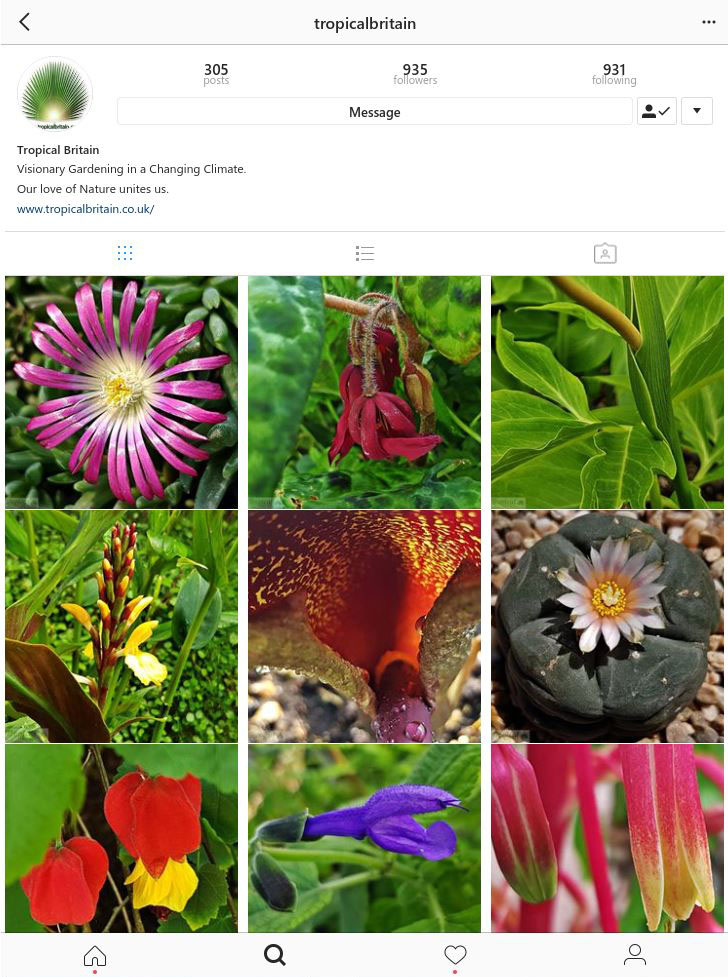 tropicalbritain
305
935
931
posts
followers
following
Message
tropicalbritain
Tropical Britain
Visionary Gardening in a Changing Climate.
Our love of Nature unites us.
www.tropicalbritain.co.uk/